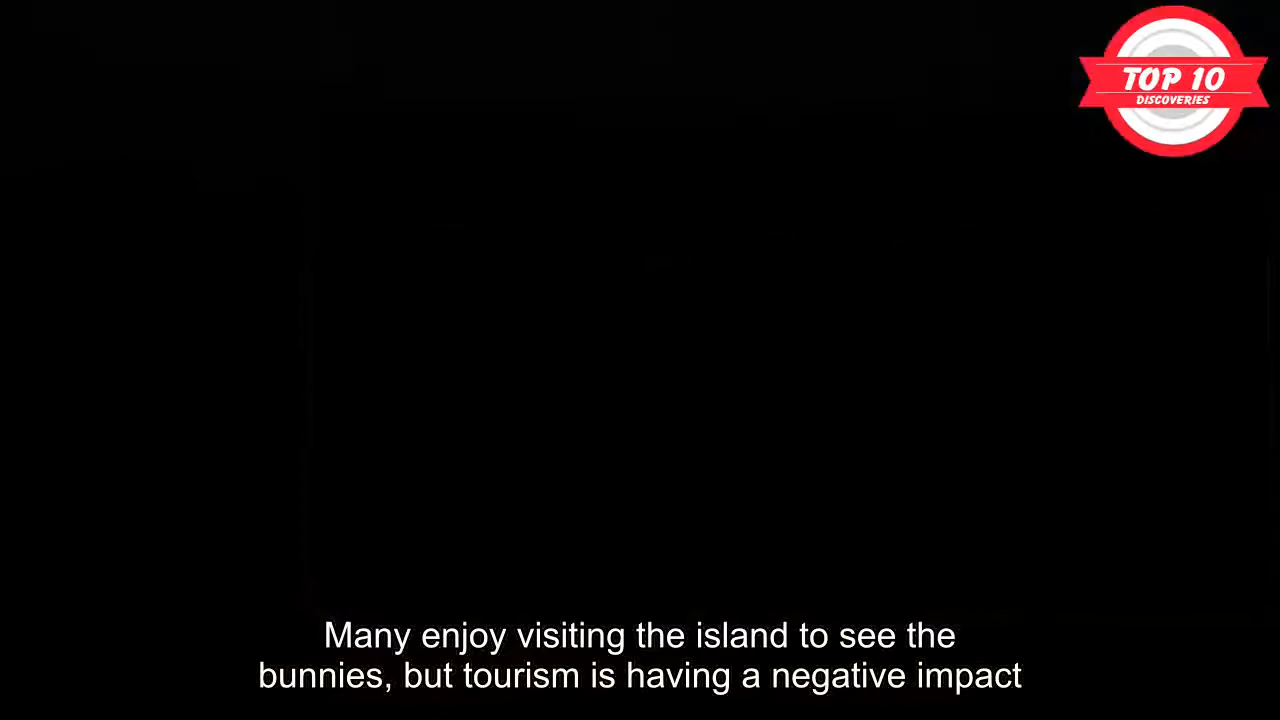 TOP 10
DISCOVERIES
Many enjoy visiting the island to see the
bunnies, but tourism is having a negative impact